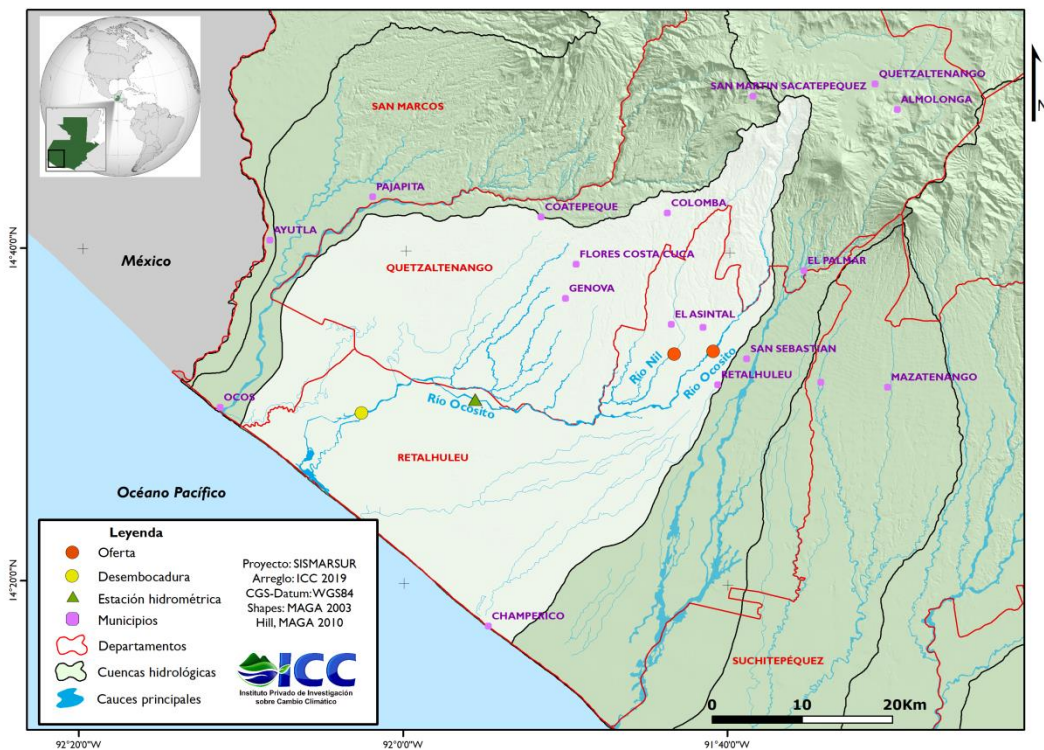 QUETZALTENANGO
SAN MARTIN SACATEPEQUEZ
ALMOLONGA
N
SAN MARCOS
PAJAPITA
COATEPEQUE
COLOMBA
AYUTLA
14°40'0"N
México
QUETZALTENANGO
FLORES COSTA CUCA
EL PALMAR
GENOVA
EL ASINTAL
SAN SEBASTIAN
Río Nil
Río Ocosito
RETALHULEU
MAZATENANGO
OCOS
Río Ocosito
RETALHULEU
Océano Pacífico
Leyenda
Oferta
Desembocadura
Estación hidrométrica
Municipios
Departamentos
Cuencas hidrológicas
Cauces principales
Proyecto: SISMARSUR
Arreglo: ICC 2019
CGS-Datum: WGS84
Shapes: MAGA 2003
Hill, MAGA 2010
ICC
Instituto Privado de Investigación
sobre Cambio Climático
14°20'0"N
CHAMPERICO
SUCHITEPÉQUEZ
0 10 20Km
92°20'0"W 92°0'0"W 91°40'0"W